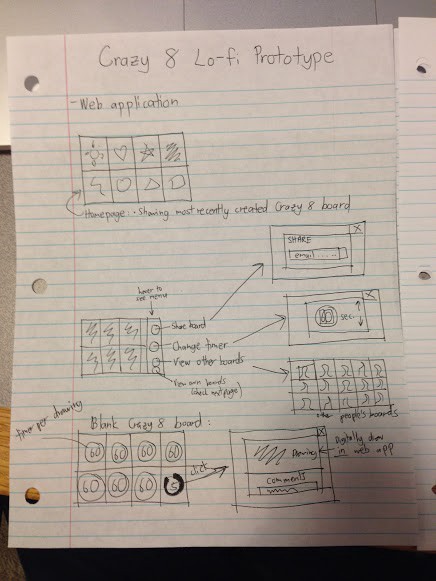 Crazy 8 Lo-fi Prototype
- Web application
Homepage: • Showing most recently created Crazy 8 board
SHARE
email
hover to
see menu
Share board
Change timer
View other boards
View own boards
(check next page)
60 sec.
other people's boards
timer per drawing
Blank Crazy 8 board:
60 60 60 60
60 60 60 5
click
Drawing
comments
Digitally draw
in web app